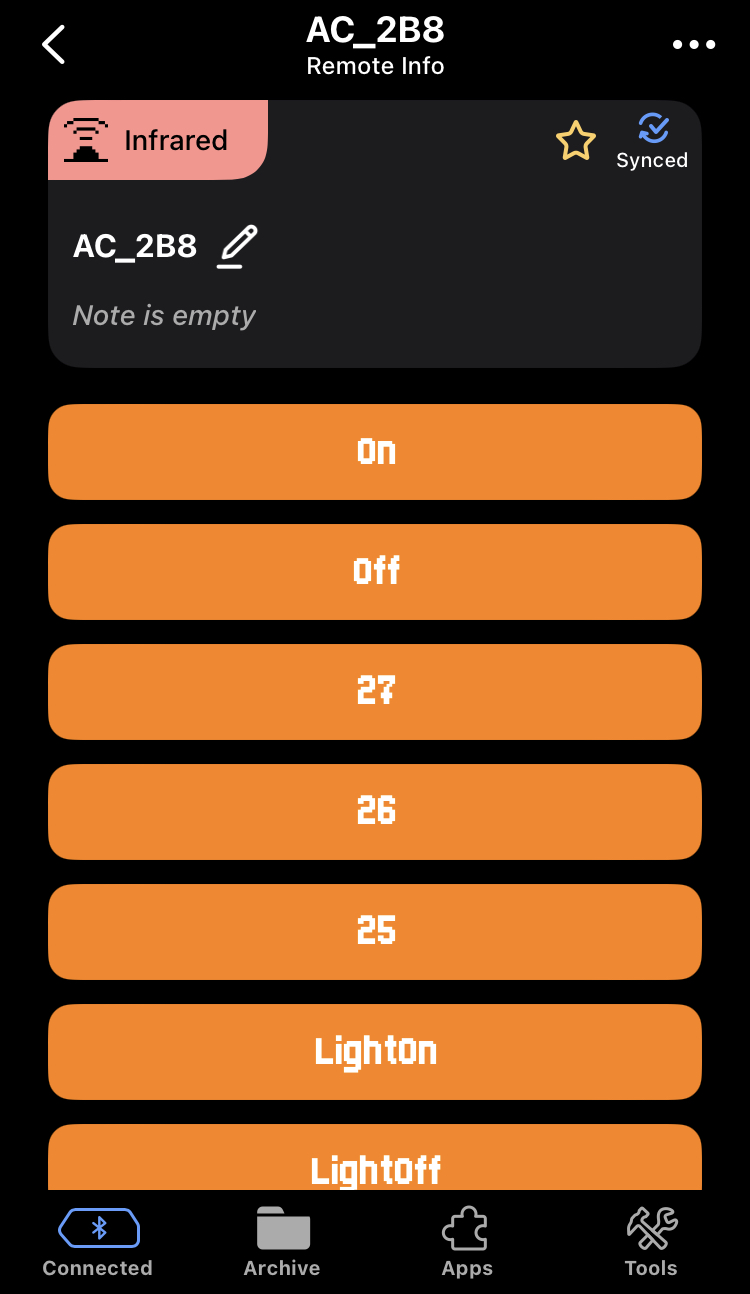 AC_2B8
Remote Info
Infrared
Synced
AC_2B8
Note is empty
On
Off
27
26
25
LightOn
LightOff
Connected
Archive
Apps
Tools